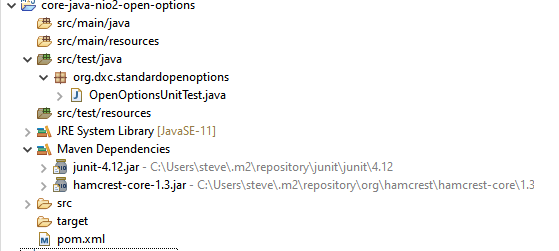 core-java-nio2-open-options
src/main/java
src/main/resources
src/test/java
org.dxc.standardopenoptions
OpenOptionsUnitTest.java
src/test/resources
JRE System Library [JavaSE-11]
Maven Dependencies
junit-4.12.jar - C:\Users\steve\.m2\repository\junit\junit\4.12
hamcrest-core-1.3.jar - C:\Users\steve\.m2\repository\org\hamcrest\hamcrest-core\1.3
src
target
pom.xml